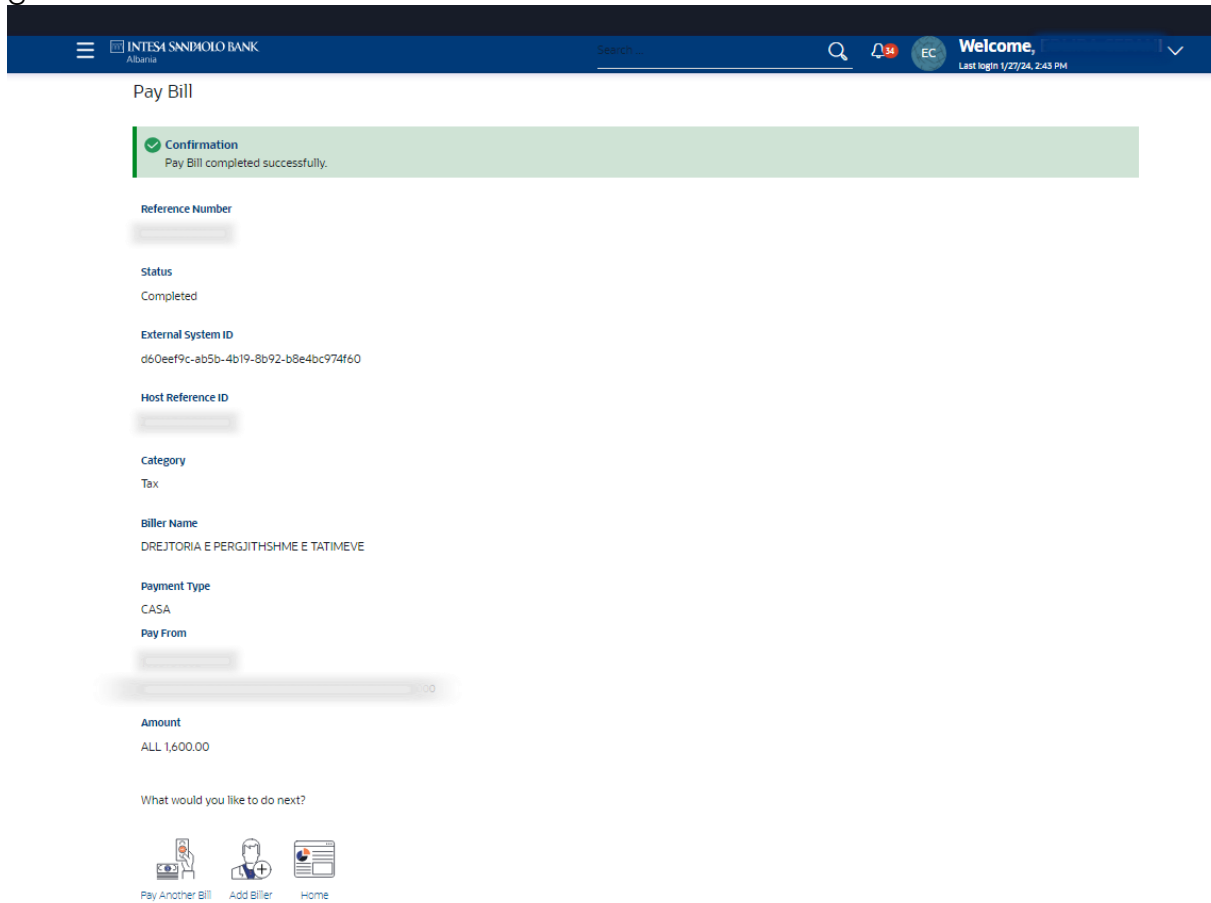 INTESA SANPAOLO BANK
Albania
Search...
34
EC
Welcome,
Last login 1/27/24, 2:43 PM
Pay Bill
Confirmation
Pay Bill completed successfully.
Reference Number
Status
Completed
External System ID
d60eef9c-ab5b-4b19-8b92-b8e4bc974f60
Host Reference ID
Category
Tax
Biller Name
DREJTORIA E PERGJITHSHME E TATIMEVE
Payment Type
CASA
Pay From
Amount
ALL 1,600.00
What would you like to do next?
Pay Another Bill
Add Biller
Home